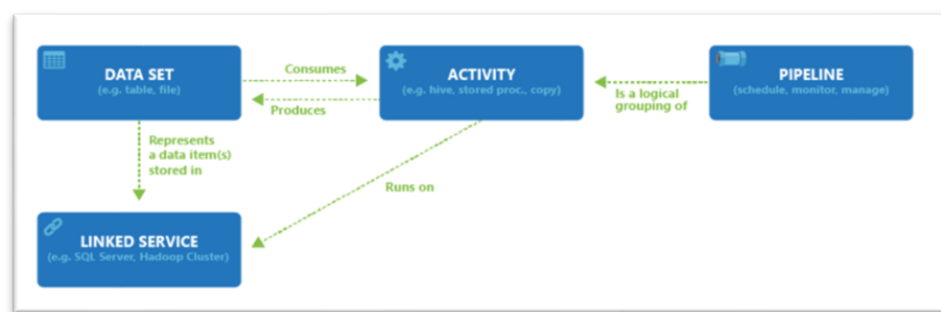 DATA SET
(e.g. table, file)
Consumes
Produces
ACTIVITY
(e.g. hive, stored proc., copy)
Is a logical
grouping of
PIPELINE
(schedule, monitor, manage)
Represents
a data item(s)
stored in
Runs on
LINKED SERVICE
(e.g. SQL Server, Hadoop Cluster)